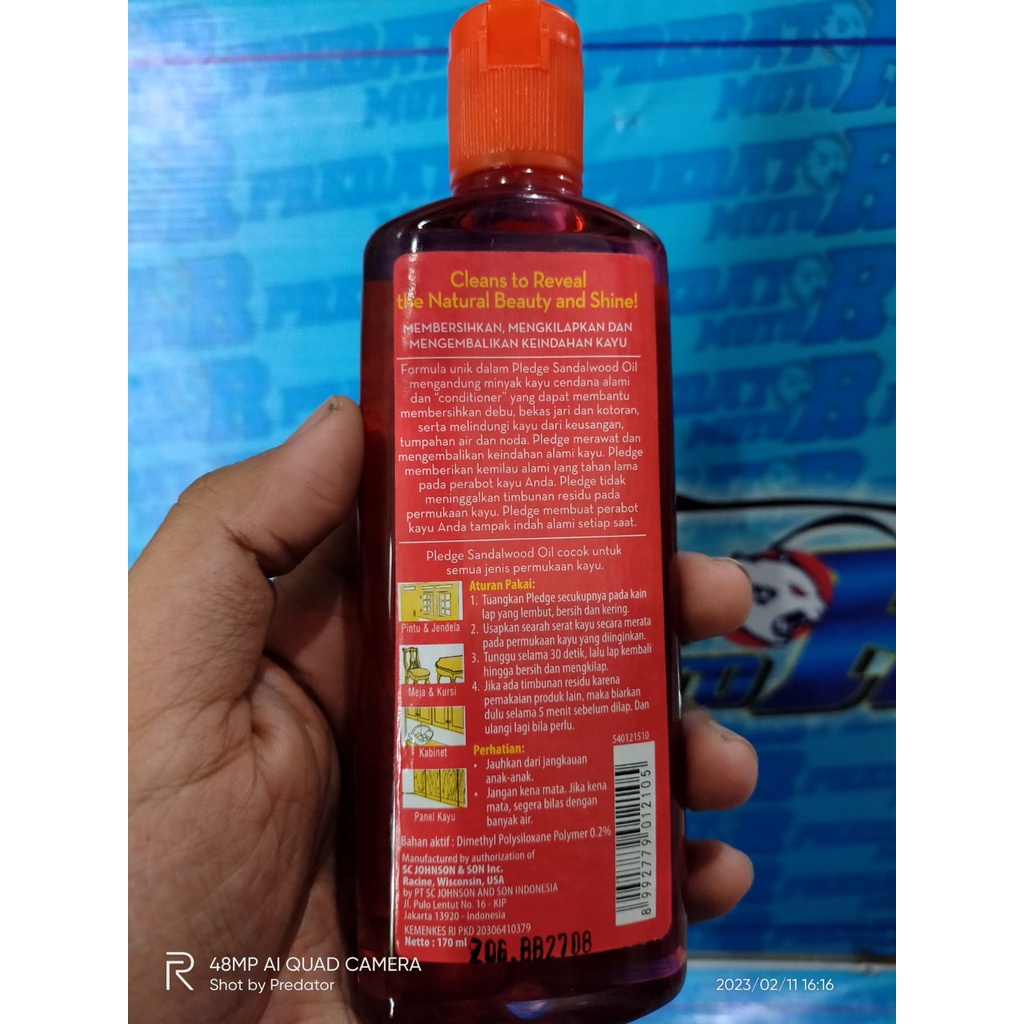 Cleans to Reveal
the Natural Beauty and Shine!
MEMBERSIHKAN, MENGKILAPKAN DAN
MENGEMBALIKAN KEINDAHAN KAYU
Formula unik dalam Pledge Sandalwood Oil
mengandung minyak kayu cendana alami
dan "conditioner" yang dapat membantu
membersihkan debu, bekas jari dan kotoran,
serta melindungi kayu dari keusangan,
tumpahan air dan noda. Pledge merawat dan
mengembalikan keindahan alami kayu. Pledge
memberikan kemilau alami yang tahan lama
pada perabot kayu Anda. Pledge tidak
meninggalkan timbunan residu pada
permukaan kayu. Pledge membuat perabot
kayu Anda tampak indah alami setiap saat.
Pledge Sandalwood Oil cocok untuk
semua jenis permukaan kayu.
Pintu & Jendela
Meja & Kursi
Kabinet
Panel Kayu
Aturan Pakai:
1. Tuangkan Pledge secukupnya pada kain
lap yang lembut, bersih dan kering.
2. Usapkan searah serat kayu secara merata
pada permukaan kayu yang diinginkan.
3. Tunggu selama 30 detik, lalu lap kembali
hingga bersih dan mengkilap.
4. Jika ada timbunan residu karena
pemakaian produk lain, maka biarkan
dulu selama 5 menit sebelum dilap. Dan
ulangi lagi bila perlu.
540121510
Perhatian:
• Jauhkan dari jangkauan
anak-anak.
• Jangan kena mata. Jika kena
mata, segera bilas dengan
banyak air.
8 992779 012105
Bahan aktif : Dimethyl Polysiloxane Polymer 0.2%
Manufactured by authorization of
SC JOHNSON & SON Inc.
Racine, Wisconsin, USA
by PT SC JOHNSON AND SON INDONESIA
Jl. Pulo Lentut No. 16 - KIP
Jakarta 13920 - Indonesia
KEMENKES RI PKD 20306410379
Netto : 170 ml
206.BB2708
PREDATOR
MOTO
48MP AI QUAD CAMERA
Shot by Predator
2023/02/11 16:16